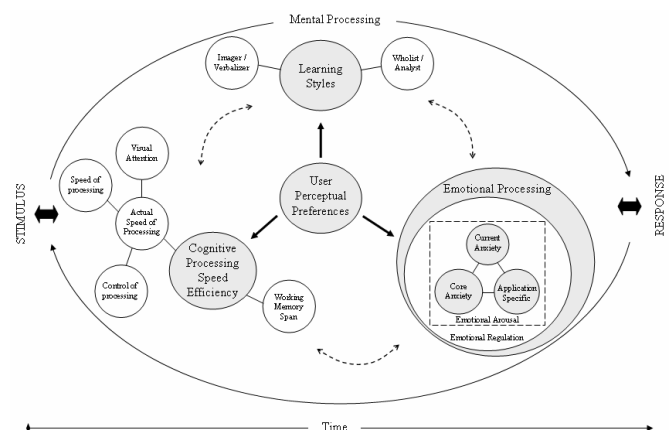 Mental Processing
Imager /
Verbalizer
Learning
Styles
Wholist /
Analyst
Visual
Attention
Speed of
processing
Actual
Speed of
Processing
Control of
processing
Cognitive
Processing
Speed
Efficiency
Working
Memory
Span
User
Perceptual
Preferences
Emotional Processing
Current
Anxiety
Core
Anxiety
Application
Specific
Emotional Arousal
Emotional Regulation
STIMULUS
RESPONSE
Time